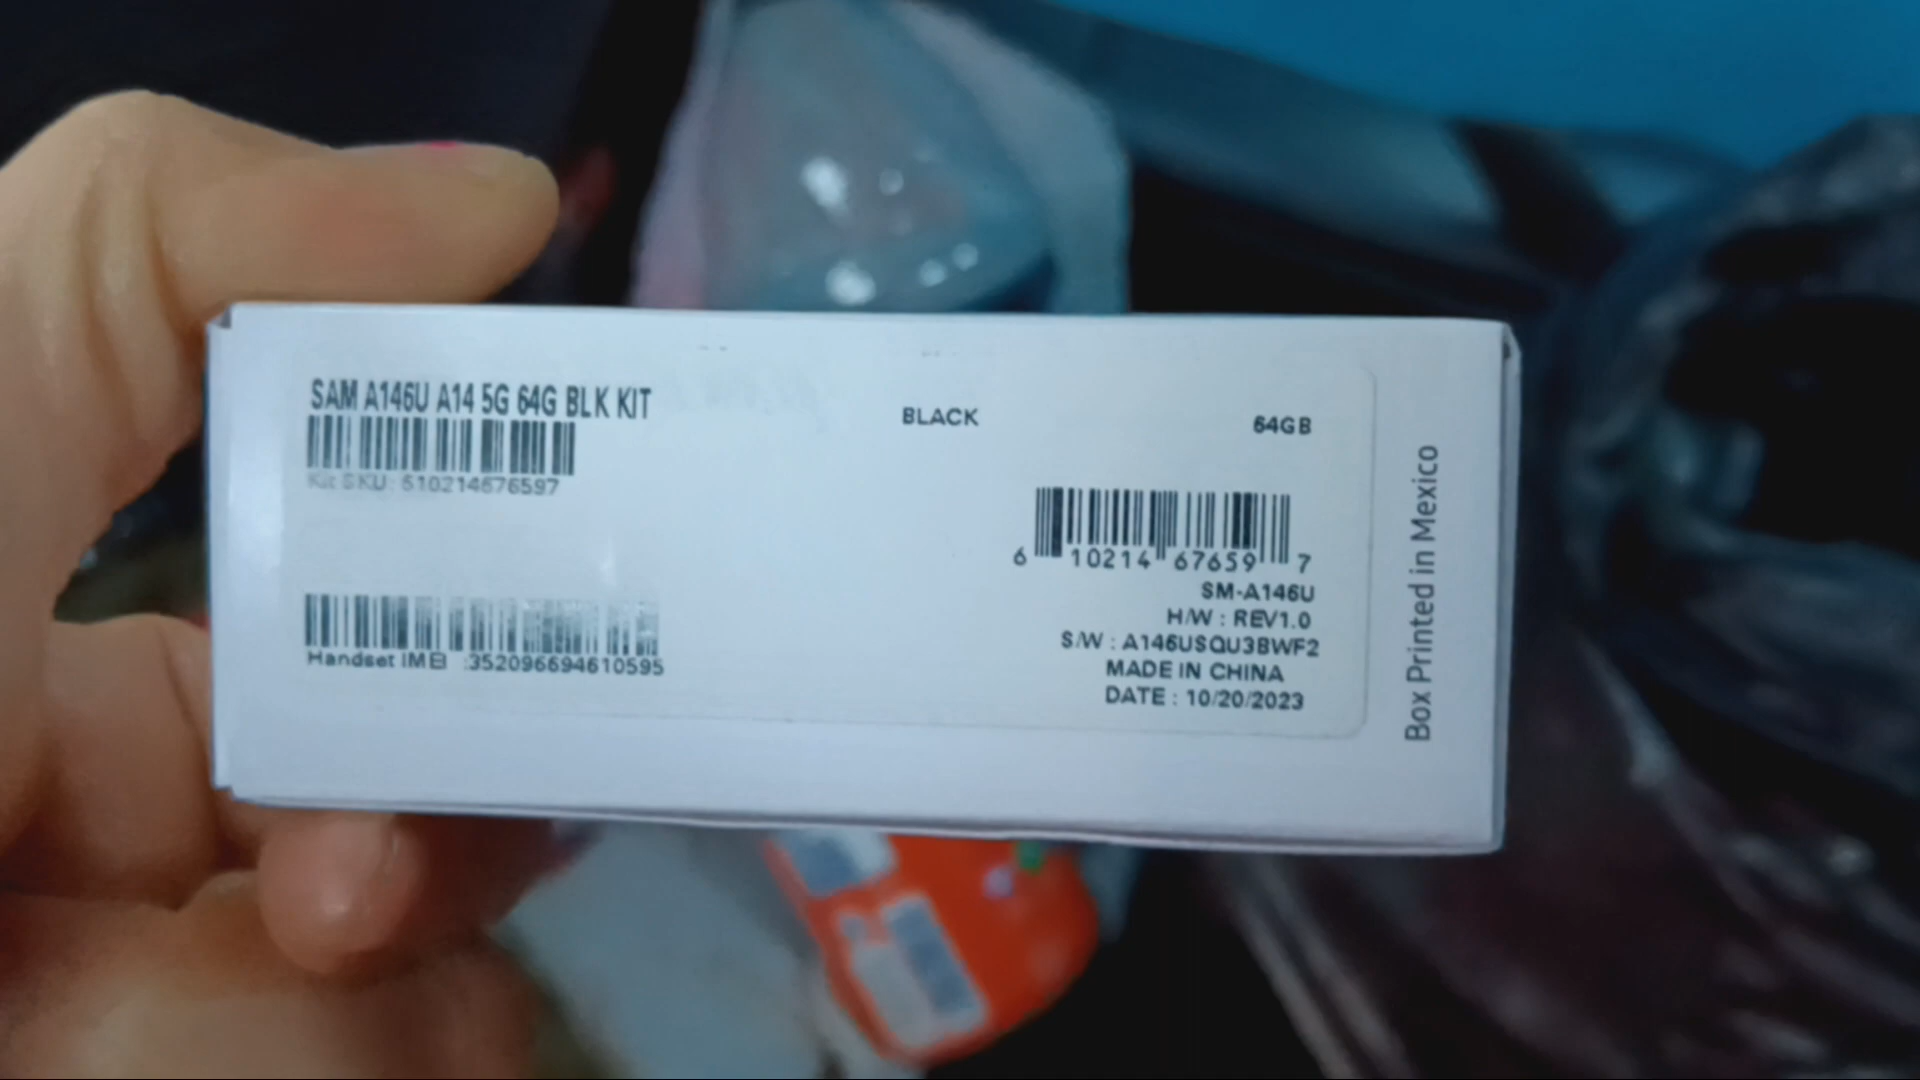 SAM A146U A14 5G 64G BLK KIT
Kit SKU: 610214676597
Handset IMEI :352096694610595
BLACK
64GB
6 10214 67659 7
SM-A146U
H/W : REV1.0
S/W : A146USQU3BWF2
MADE IN CHINA
DATE : 10/20/2023
Box Printed in Mexico